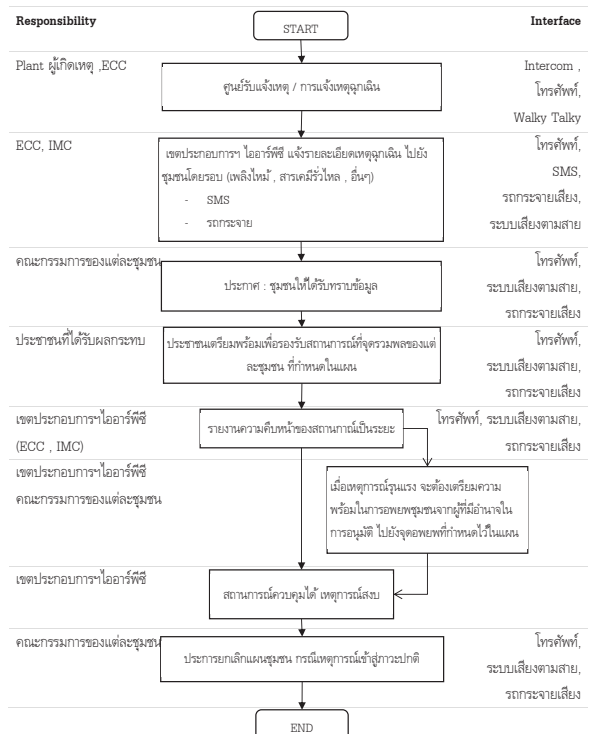 Responsibility
START
Interface
Plant ผู้เกิดเหตุ ,ECC
ศูนย์รับแจ้งเหตุ / การแจ้งเหตุฉุกเฉิน
Intercom ,
โทรศัพท์,
Walky Talky
ECC, IMC
เขตประกอบการฯ ไออาร์พีซี แจ้งรายละเอียดเหตุฉุกเฉิน ไปยัง
ชุมชนโดยรอบ (เพลิงไหม้ , สารเคมีรั่วไหล , อื่นๆ)
- SMS
- รถกระจาย
โทรศัพท์,
SMS,
รถกระจายเสียง,
ระบบเสียงตามสาย
คณะกรรมการของแต่ละชุมชน
ประกาศ : ชุมชนให้ได้รับทราบข้อมูล
โทรศัพท์,
ระบบเสียงตามสาย,
รถกระจายเสียง
ประชาชนที่ได้รับผลกระทบ
ประชาชนเตรียมพร้อมเพื่อรองรับสถานการณ์ที่จุดรวมพลของแต่
ละชุมชน ที่กำหนดในแผน
โทรศัพท์,
ระบบเสียงตามสาย,
รถกระจายเสียง
เขตประกอบการฯไออาร์พีซี
(ECC , IMC)
รายงานความคืบหน้าของสถานกาณ์เป็นระยะ
โทรศัพท์, ระบบเสียงตามสาย,
รถกระจายเสียง
เขตประกอบการฯไออาร์พีซี
คณะกรรมการของแต่ละชุมชน
เมื่อเหตุการณ์รุนแรง จะต้องเตรียมความ
พร้อมในการอพยพชุมชนจากผู้ที่มีอำนาจใน
การอนุมัติ ไปยังจุดอพยพที่กำหนดไว้ในแผน
เขตประกอบการฯไออาร์พีซี
สถานการณ์ควบคุมได้ เหตุการณ์สงบ
คณะกรรมการของแต่ละชุมชน
ประการยกเลิกแผนชุมชน กรณีเหตุการณ์เข้าสู่ภาวะปกติ
โทรศัพท์,
ระบบเสียงตามสาย,
รถกระจายเสียง
END